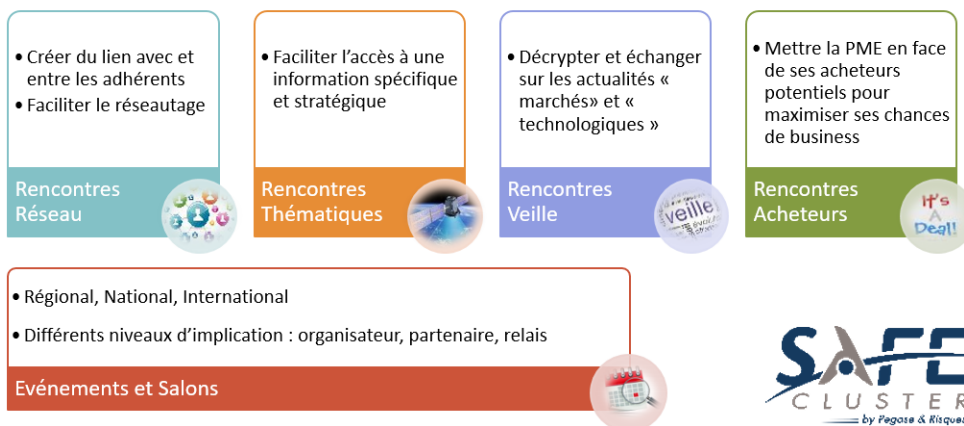 • Créer du lien avec et
entre les adhérents
• Faciliter le réseautage
Rencontres
Réseau
• Faciliter l’accès à une
information spécifique
et stratégique
Rencontres
Thématiques
• Décrypter et échanger
sur les actualités «
marchés» et «
technologiques »
Rencontres
Veille
veille
• Mettre la PME en face
de ses acheteurs
potentiels pour
maximiser ses chances
de business
Rencontres
Acheteurs
It's
A
Deal!
• Régional, National, International
• Différents niveaux d’implication : organisateur, partenaire, relais
Evénements et Salons
SAFE
CLUSTER
by Pegase & Risques